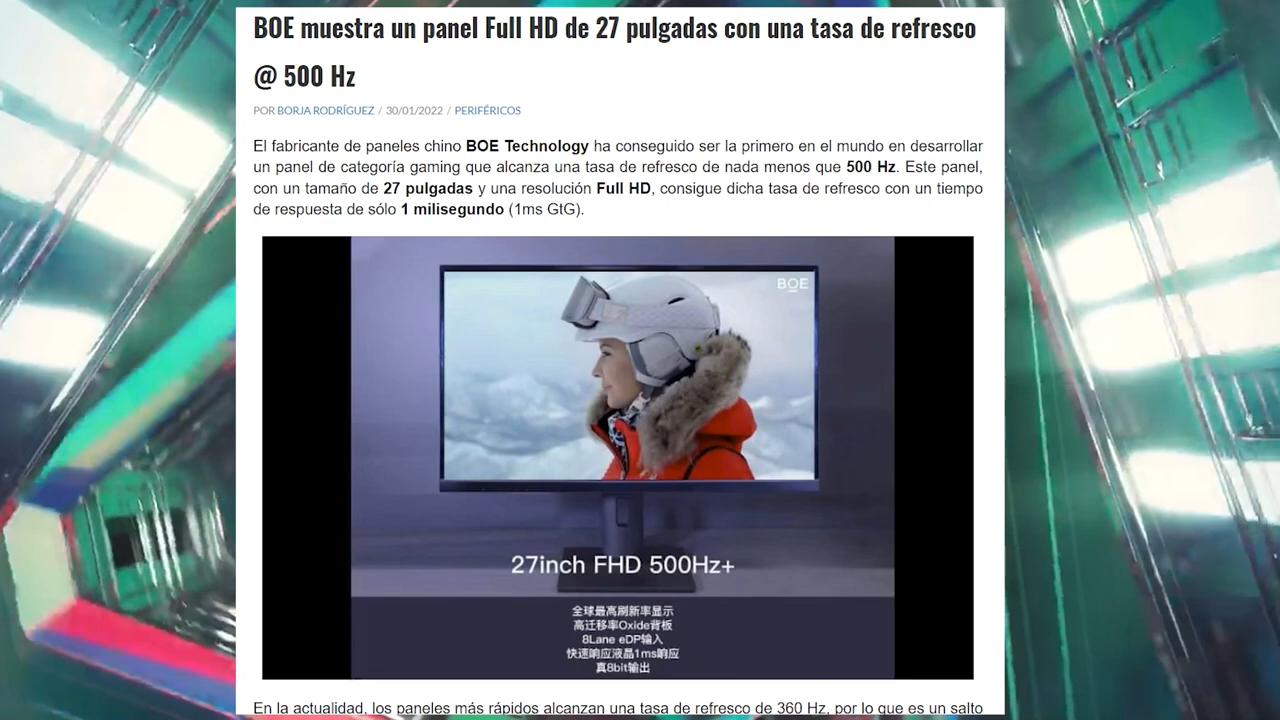 BOE muestra un panel Full HD de 27 pulgadas con una tasa de refresco
@ 500 Hz
POR BORJA RODRÍGUEZ / 30/01/2022 / PERIFÉRICOS
El fabricante de paneles chino BOE Technology ha conseguido ser la primero en el mundo en desarrollar
un panel de categoría gaming que alcanza una tasa de refresco de nada menos que 500 Hz. Este panel,
con un tamaño de 27 pulgadas y una resolución Full HD, consigue dicha tasa de refresco con un tiempo
de respuesta de sólo 1 milisegundo (1ms GtG).
BOE
27inch FHD 500Hz+
全球最高刷新率显示
高迁移率Oxide背板
8Lane eDP输入
快速响应液晶1ms响应
真8bit输出
En la actualidad, los paneles más rápidos alcanzan una tasa de refresco de 360 Hz, por lo que es un salto